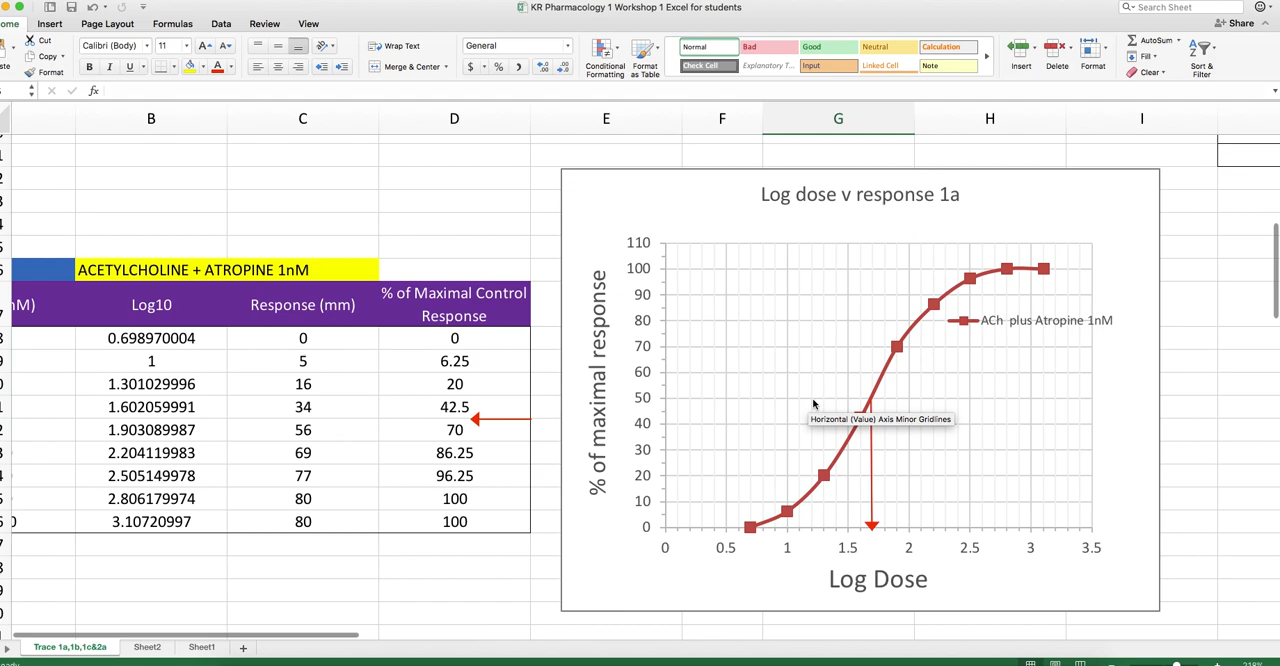 KR Pharmacology 1 Workshop 1 Excel for students
Search Sheet
ome Insert Page Layout Formulas Data Review View
Share
Cut
Copy
Format
Calibri (Body) 11
B I U
Wrap Text
Merge & Center
General
$ % )
Conditional Formatting
Format as Table
Normal Bad Good Neutral Calculation
Check Cell Explanatory T... Input Linked Cell Note
Insert Delete Format
AutoSum
Fill
Clear
Sort & Filter
fx
B C D E F G H I
ACETYLCHOLINE + ATROPINE 1nM
nM) Log10 Response (mm) % of Maximal Control Response
0.698970004 0 0
1 5 6.25
1.301029996 16 20
1.602059991 34 42.5
1.903089987 56 70
2.204119983 69 86.25
2.505149978 77 96.25
2.806179974 80 100
3.10720997 80 100
Log dose v response 1a
% of maximal response
110
100
90
80
70
60
50
40
30
20
10
0
0 0.5 1 1.5 2 2.5 3 3.5
Log Dose
ACh plus Atropine 1nM
Horizontal (Value) Axis Minor Gridlines
Trace 1a,1b,1c&2a Sheet2 Sheet1 +